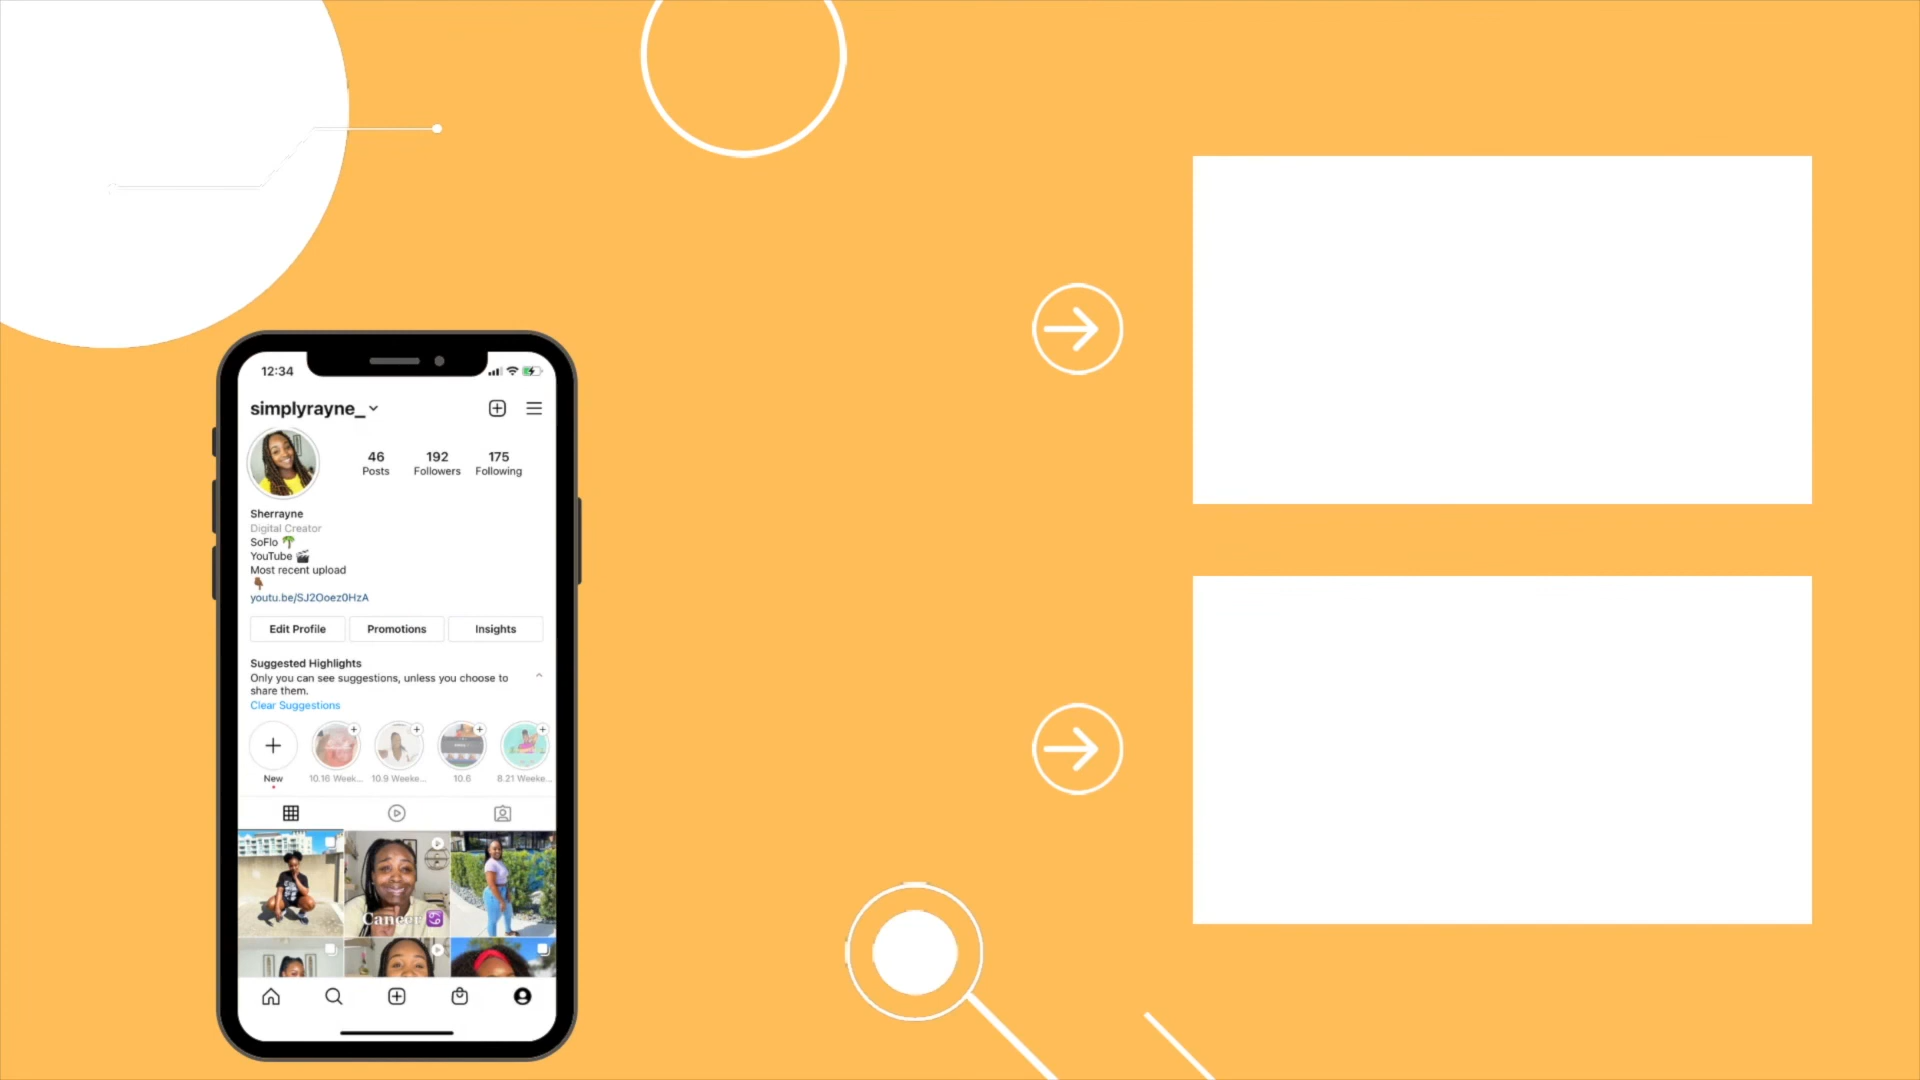 12:34
simplyrayne_
46
Posts
192
Followers
175
Following
Sherrayne
Digital Creator
SoFlo 🌴
YouTube 🎬
Most recent upload
👇🏾
youtu.be/SJ2Ooez0HzA
Edit Profile
Promotions
Insights
Suggested Highlights
Only you can see suggestions, unless you choose to
share them.
Clear Suggestions
New
10.16 Week...
10.9 Weeke...
10.6
8.21 Weeke...
Cancer ♋